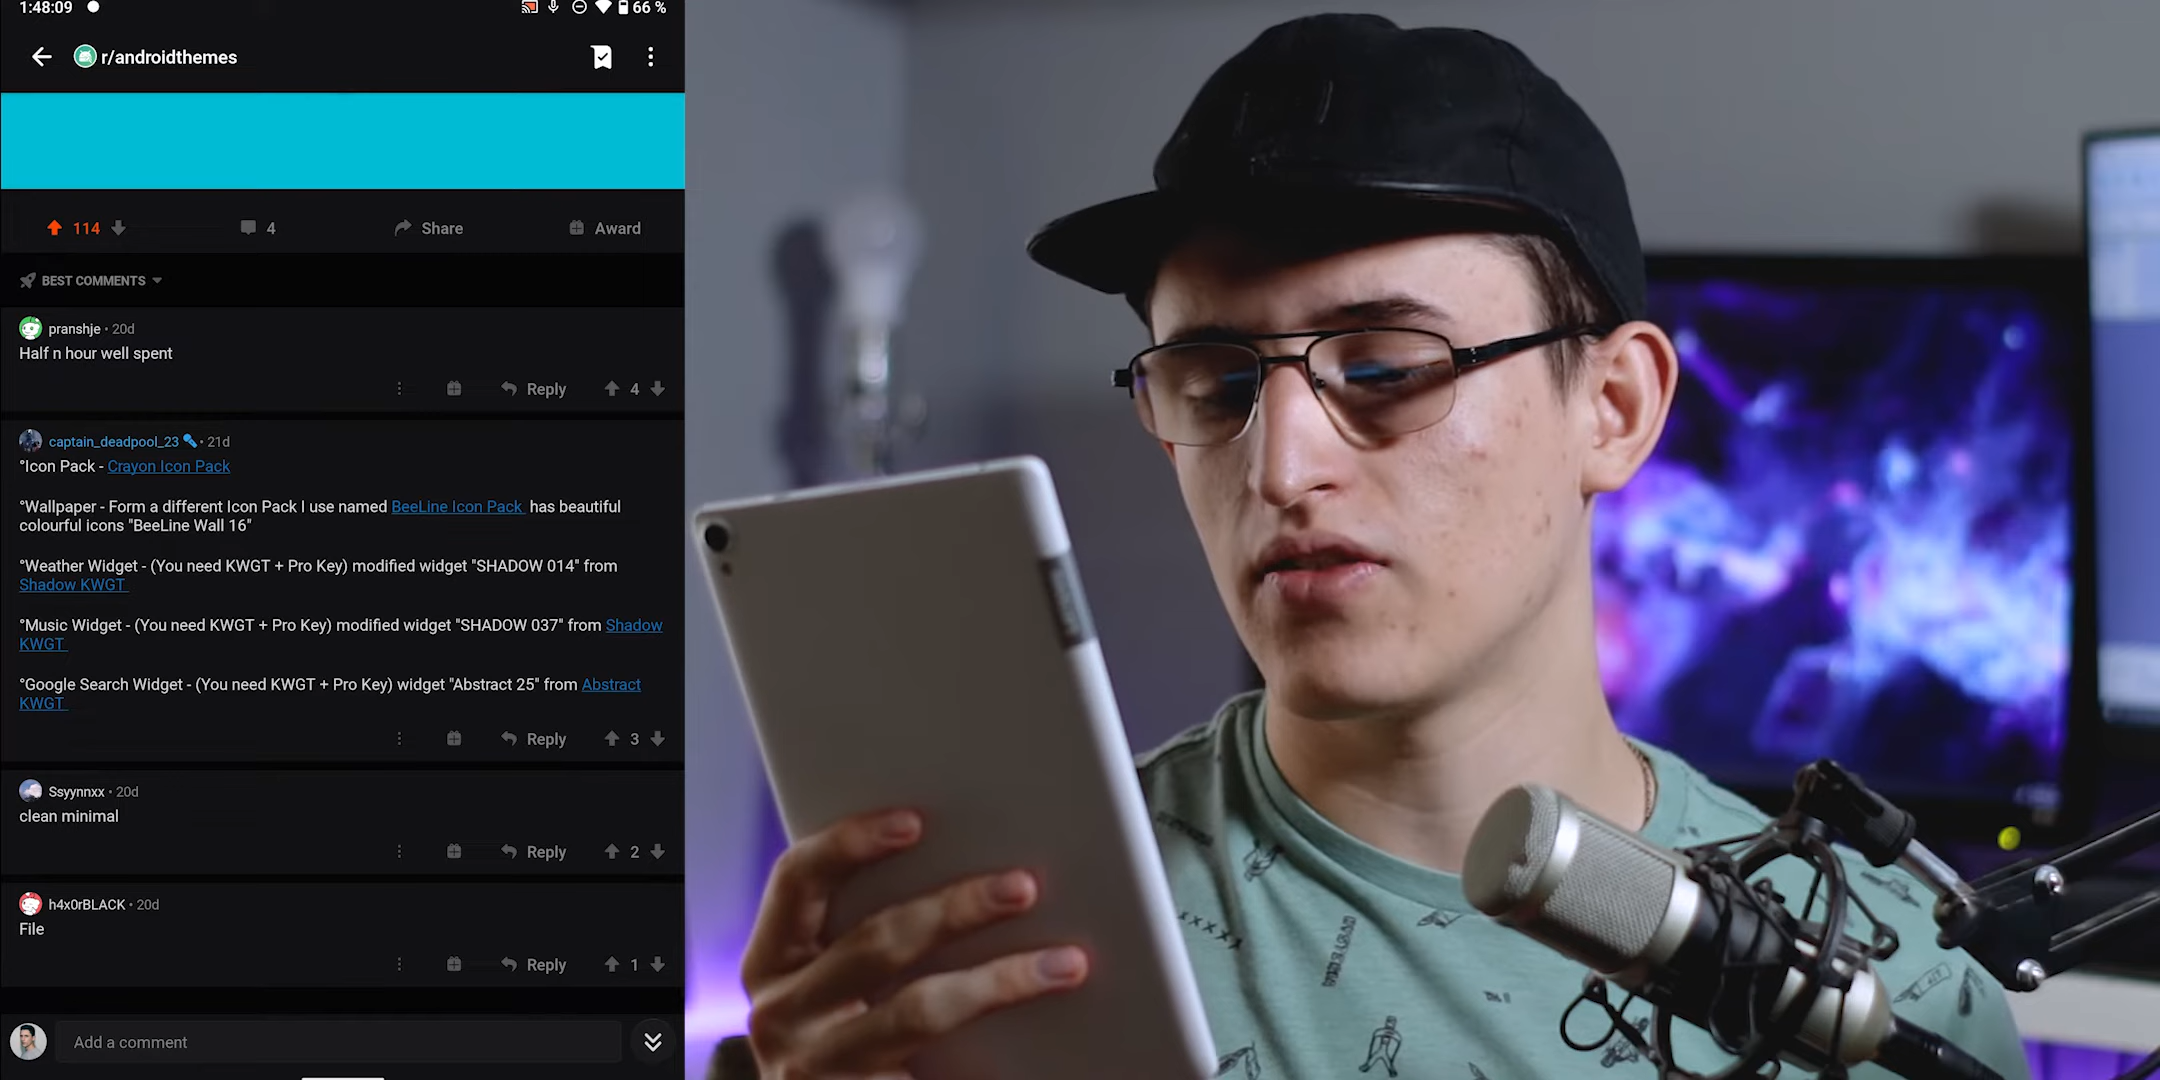 1:48:09 66 %
r/androidthemes
114 4 Share Award
BEST COMMENTS
pranshje • 20d
Half n hour well spent
Reply 4
captain_deadpool_23 • 21d
°Icon Pack - Crayon Icon Pack
°Wallpaper - Form a different Icon Pack I use named BeeLine Icon Pack has beautiful
colourful icons "BeeLine Wall 16"
°Weather Widget - (You need KWGT + Pro Key) modified widget "SHADOW 014" from
Shadow KWGT
°Music Widget - (You need KWGT + Pro Key) modified widget "SHADOW 037" from Shadow
KWGT
°Google Search Widget - (You need KWGT + Pro Key) widget "Abstract 25" from Abstract
KWGT
Reply 3
Ssyynnxx • 20d
clean minimal
Reply 2
h4x0rBLACK • 20d
File
Reply 1
Add a comment